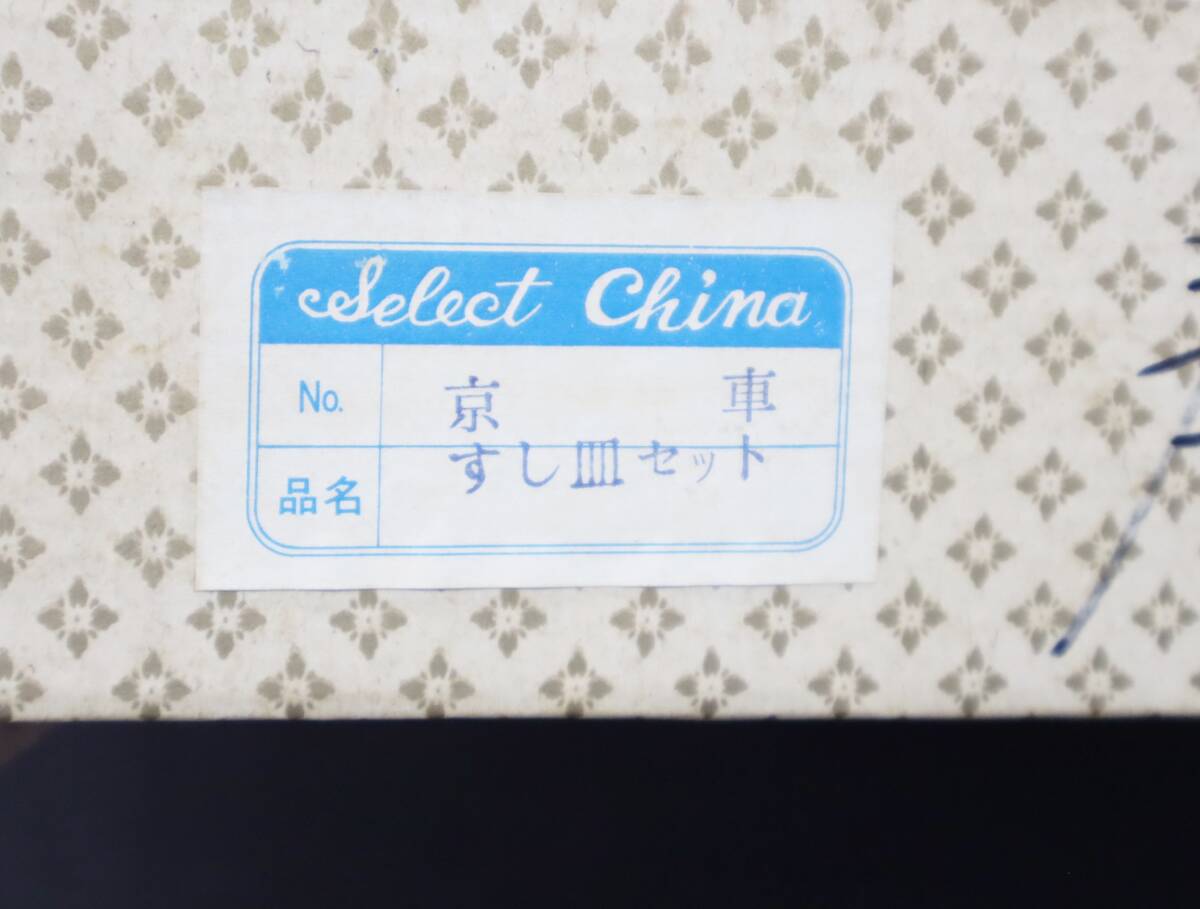 Select China
No. 京 車
すし皿セット
品名